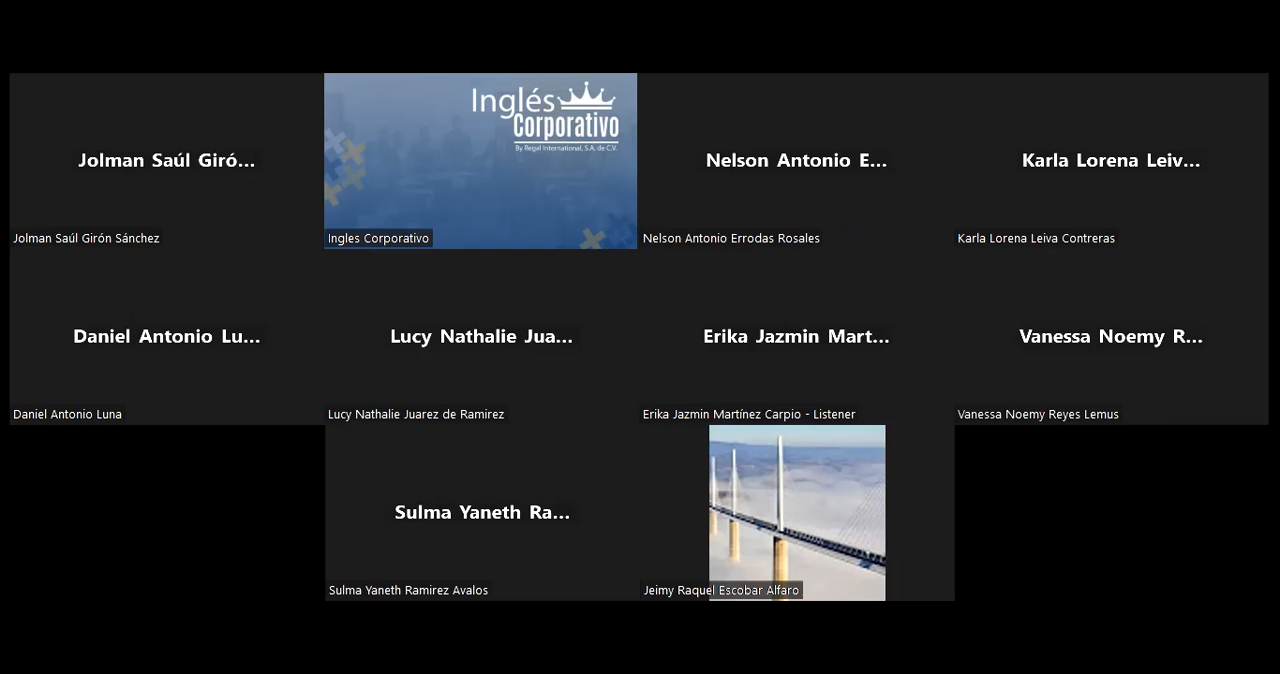 Jolman Saúl Giró...
Jolman Saúl Girón Sánchez
Inglés
Corporativo
By Regal International, S.A. de C.V.
Ingles Corporativo
Nelson Antonio E...
Nelson Antonio Errodas Rosales
Karla Lorena Leiv...
Karla Lorena Leiva Contreras
Daniel Antonio Lu...
Daniel Antonio Luna
Lucy Nathalie Jua...
Lucy Nathalie Juarez de Ramirez
Erika Jazmin Mart...
Erika Jazmin Martínez Carpio - Listener
Vanessa Noemy R...
Vanessa Noemy Reyes Lemus
Sulma Yaneth Ra...
Sulma Yaneth Ramirez Avalos
Jeimy Raquel Escobar Alfaro